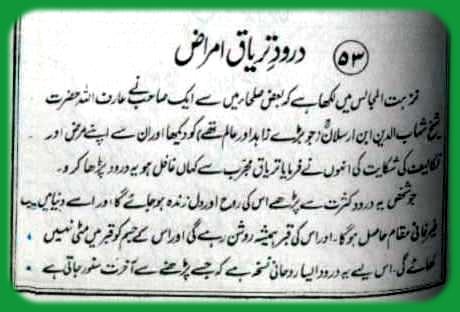 ۵۳ درودِ تریاق امراض
نزہت المجالس میں لکھا ہے کہ بعض صلحاء میں سے ایک صاحب نے عارف اللہ حضرت
شیخ شہاب الدین ابن ارسلان (جو بڑے زاہد اور عالم تھے) کو دیکھا اور ان سے اپنے مرض اور
تکالیف کی شکایت کی انہوں نے فرمایا تریاق مجرب سے کہاں غافل ہو یہ درود پڑھا کرو۔
جو شخص یہ درود کثرت سے پڑھے اس کی روح اور دل زندہ ہو جائے گا اور اسے دنیا میں
غیر فانی مقام حاصل ہوگا۔ اور اس کی قبر ہمیشہ روشن رہے گی اور اس کے جسم کو قبر میں مٹی نہیں
کھائے گی۔ اس لیے یہ درود ایسا روحانی نسخہ ہے کہ جسے پڑھنے سے آخرت سنور جاتی ہے